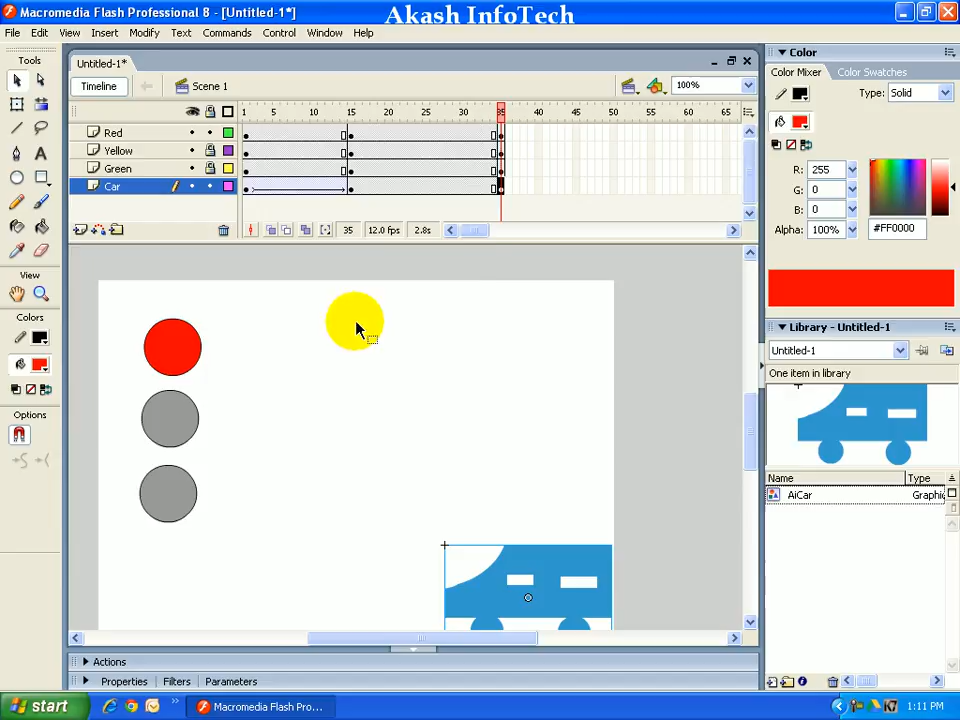 Macromedia Flash Professional 8 - [Untitled-1*]
Akash InfoTech
File Edit View Insert Modify Text Commands Control Window Help
Tools
View
Colors
Options
Untitled-1*
Timeline
Scene 1
100%
1 5 10 15 20 25 30 35 40 45 50 55 60 65
Red
Yellow
Green
Car
35 12.0 fps 2.8s
Actions
Properties Filters Parameters
Color
Color Mixer Color Swatches
Type: Solid
R: 255
G: 0
B: 0
Alpha: 100% #FF0000
Library - Untitled-1
Untitled-1
One item in library
Name Type
AiCar Graphi
start
Macromedia Flash Pro...
1:11 PM